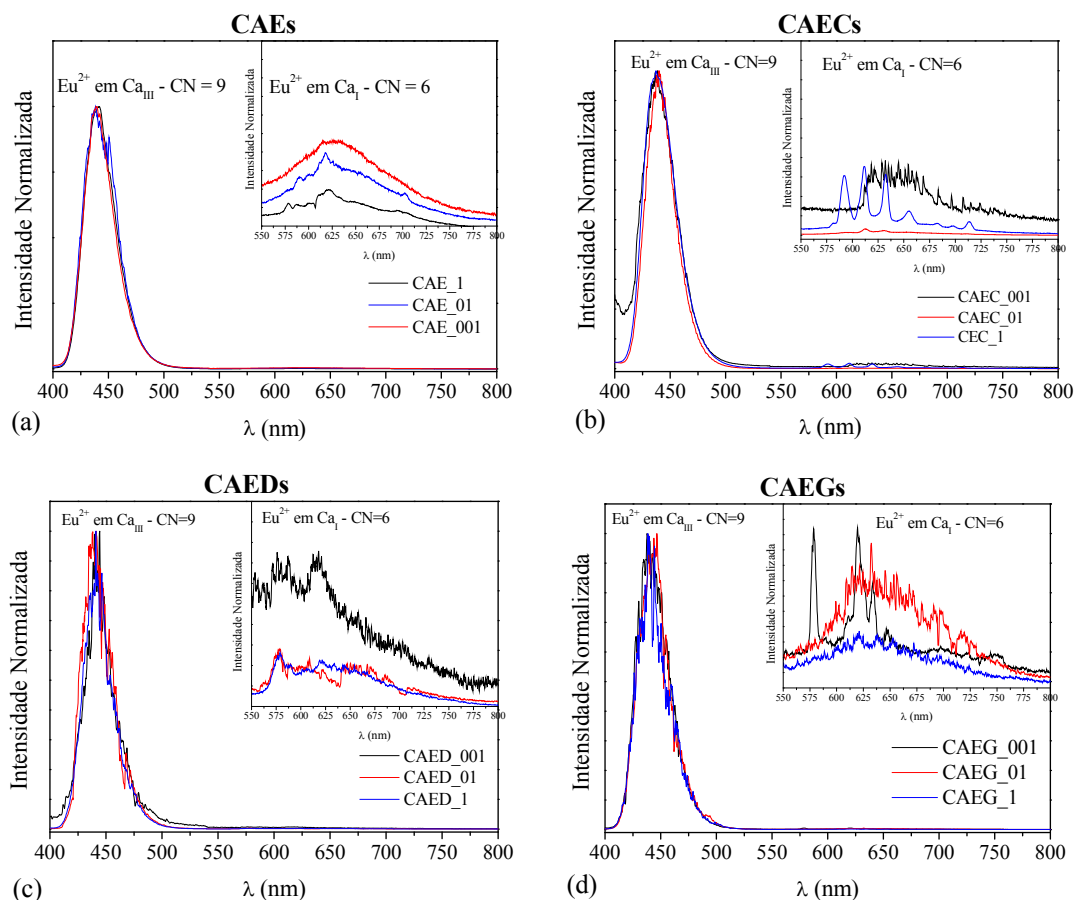 CAEs
Eu²⁺ em Ca_III - CN = 9
Eu²⁺ em Ca_I - CN = 6
Intensidade Normalizada
550 575 600 625 650 675 700 725 750 775 800
λ (nm)
CAE_1
CAE_01
CAE_001
Intensidade Normalizada
400 450 500 550 600 650 700 750 800
λ (nm)
(a)
CAECs
Eu²⁺ em Ca_III - CN=9
Eu²⁺ em Ca_I - CN=6
Intensidade Normalizada
550 575 600 625 650 675 700 725 750 775 800
λ (nm)
CAEC_001
CAEC_01
CEC_1
Intensidade Normalizada
400 450 500 550 600 650 700 750 800
λ (nm)
(b)
CAEDs
Eu²⁺ em Ca_III - CN=9
Eu²⁺ em Ca_I - CN=6
Intensidade Normalizada
550 575 600 625 650 675 700 725 750 775 800
λ (nm)
CAED_001
CAED_01
CAED_1
Intensidade Normalizada
400 450 500 550 600 650 700 750 800
λ (nm)
(c)
CAEGs
Eu²⁺ em Ca_III - CN=9
Eu²⁺ em Ca_I - CN=6
Intensidade Normalizada
550 575 600 625 650 675 700 725 750 775 800
λ (nm)
CAEG_001
CAEG_01
CAEG_1
Intensidade Normalizada
400 450 500 550 600 650 700 750 800
λ (nm)
(d)